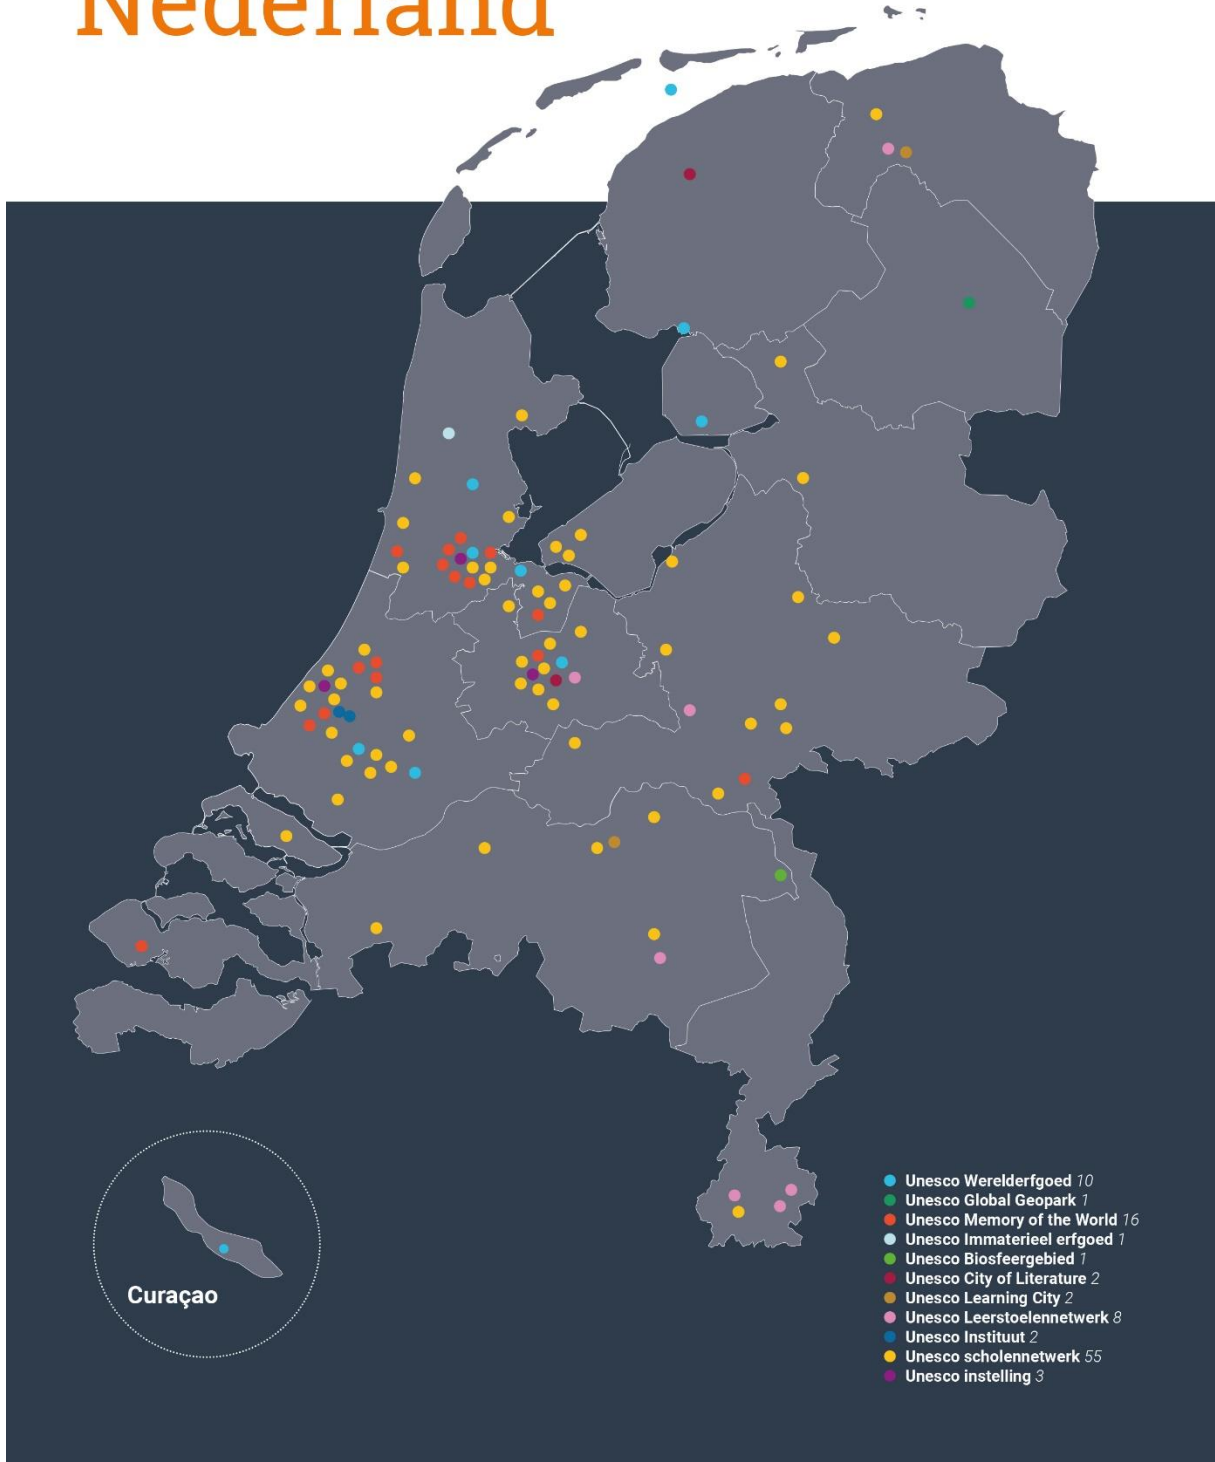 Nederland
Curaçao
Unesco Werelderfgoed 10
Unesco Global Geopark 1
Unesco Memory of the World 16
Unesco Immaterieel erfgoed 1
Unesco Biosfeergebied 1
Unesco City of Literature 2
Unesco Learning City 2
Unesco Leerstoelennetwerk 8
Unesco Instituut 2
Unesco scholennetwerk 55
Unesco instelling 3